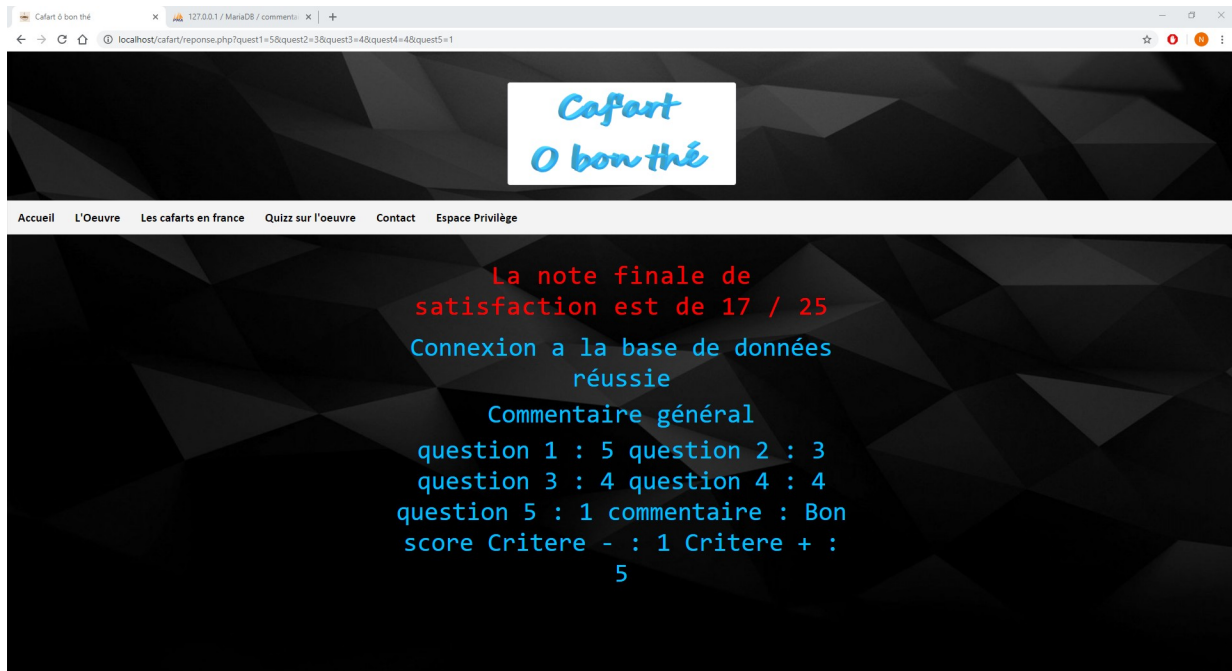 Cafart ô bon thé
127.0.0.1 / MariaDB / commentai
localhost/cafart/reponse.php?quest1=5&quest2=3&quest3=4&quest4=4&quest5=1
N
Cafart
O bon thé
Accueil L'Oeuvre Les cafarts en france Quizz sur l'oeuvre Contact Espace Privilège
La note finale de
satisfaction est de 17 / 25
Connexion a la base de données
réussie
Commentaire général
question 1 : 5 question 2 : 3
question 3 : 4 question 4 : 4
question 5 : 1 commentaire : Bon
score Critere - : 1 Critere + :
5